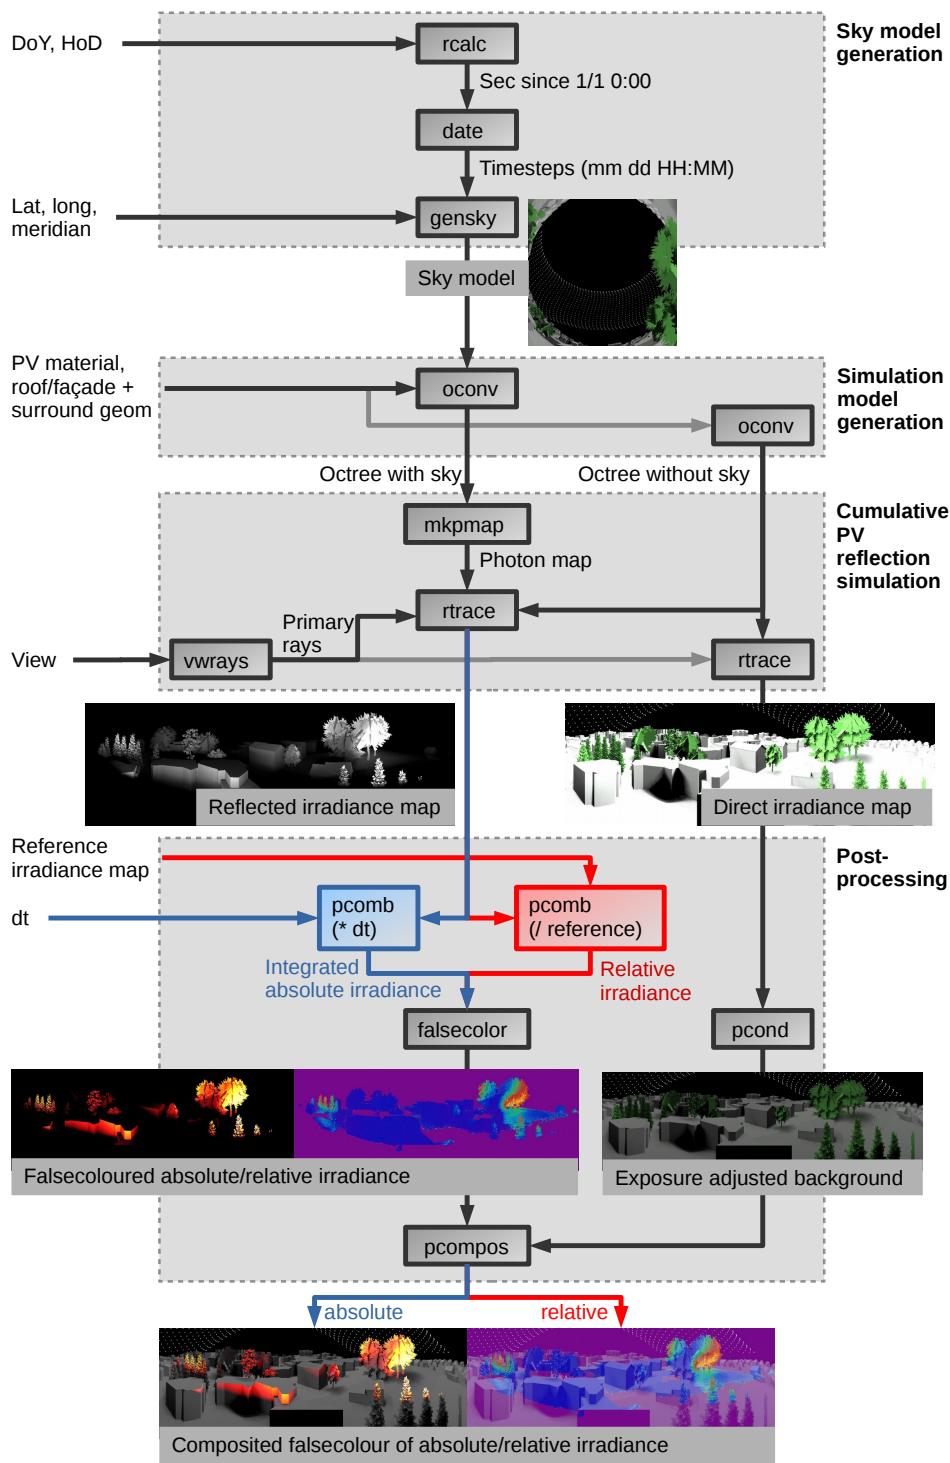 DoY, HoD
rcalc
Sky model
generation
Sec since 1/1 0:00
date
Timesteps (mm dd HH:MM)
Lat, long,
meridian
gensky
Sky model
PV material,
roof/façade +
surround geom
oconv
Simulation
model
generation
oconv
Octree with sky
Octree without sky
mkpmap
Cumulative
PV
reflection
simulation
Photon map
rtrace
Primary
rays
View
vwrays
rtrace
Reflected irradiance map
Direct irradiance map
Reference
irradiance map
Post-
processing
dt
pcomb
(* dt)
pcomb
(/ reference)
Integrated
absolute irradiance
Relative
irradiance
falsecolor
pcond
Falsecoloured absolute/relative irradiance
Exposure adjusted background
pcompos
absolute
relative
Composited falsecolour of absolute/relative irradiance